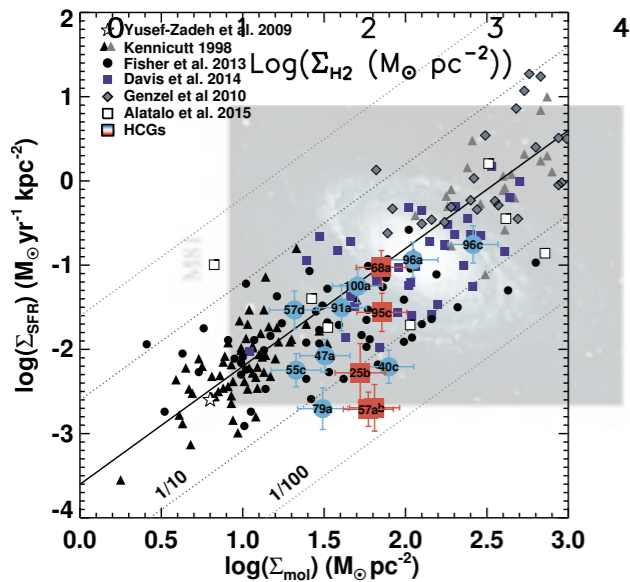 0 1 2 3 4
Log(Σ_H2 (M_⊙ pc^-2))
Yusef-Zadeh et al. 2009
Kennicutt 1998
Fisher et al. 2013
Davis et al. 2014
Genzel et al 2010
Alatalo et al. 2015
HCGs
2
1
0
-1
-2
-3
-4
log(Σ_SFR) (M_⊙ yr^-1 kpc^-2)
96c
96a
68a
100a
57d
91a
95c
47a
55c
25b
40c
79a
57a
b
1/10
1/100
0.0 0.5 1.0 1.5 2.0 2.5 3.0
log(Σ_mol) (M_⊙ pc^-2)